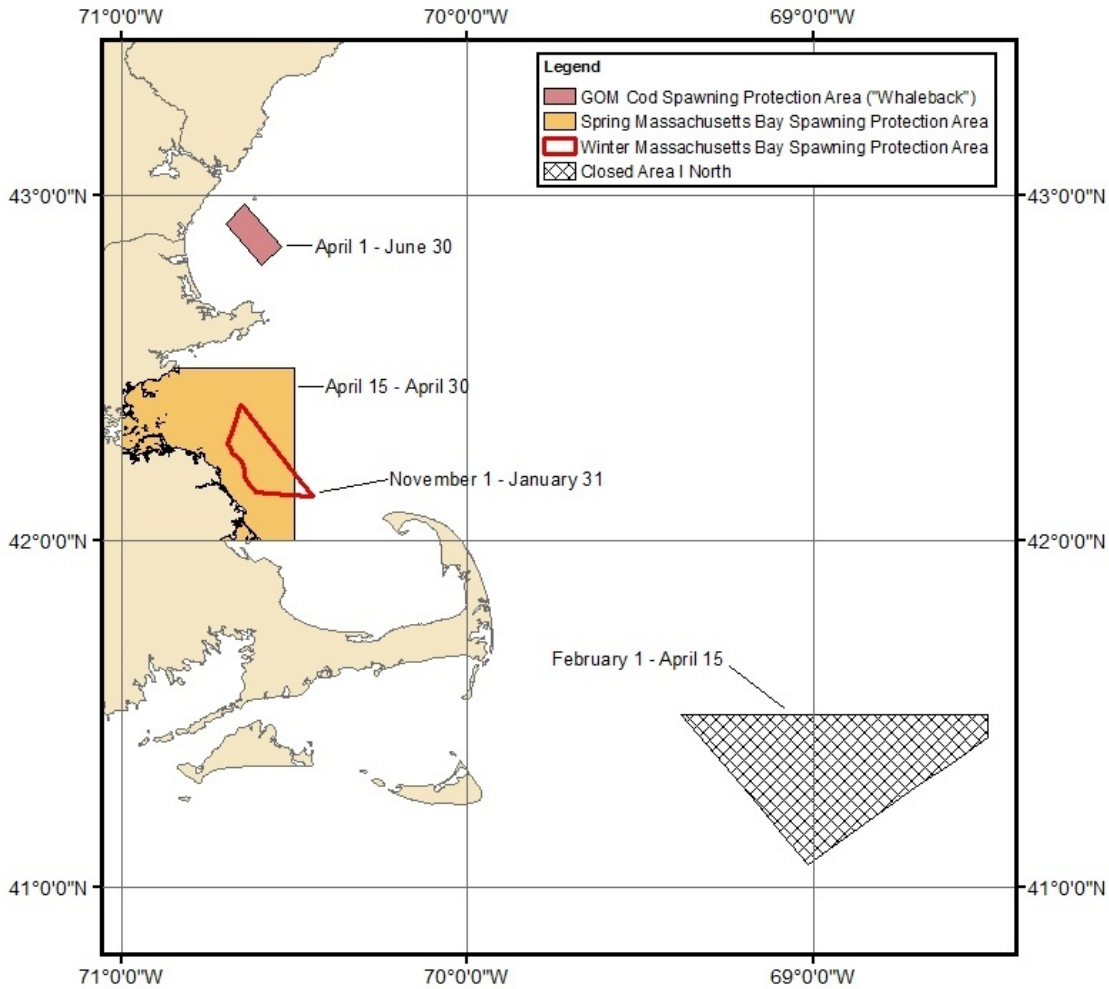 71°0'0"W 70°0'0"W 69°0'0"W
Legend
GOM Cod Spawning Protection Area ("Whaleback")
Spring Massachusetts Bay Spawning Protection Area
Winter Massachusetts Bay Spawning Protection Area
Closed Area I North
43°0'0"N 43°0'0"N
April 1 - June 30
April 15 - April 30
November 1 - January 31
42°0'0"N 42°0'0"N
February 1 - April 15
41°0'0"N 41°0'0"N
71°0'0"W 70°0'0"W 69°0'0"W